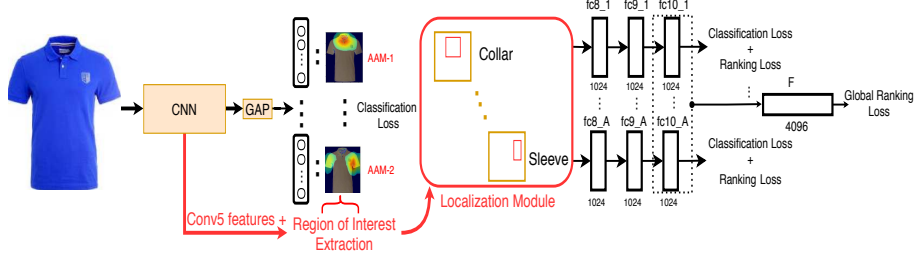 fc8_1 fc9_1 fc10_1
AAM-1
Collar
Classification Loss
+
Ranking Loss
1024 1024 1024
CNN
GAP
Classification
Loss
F
Global Ranking
Loss
4096
fc8_A fc9_A fc10_A
AAM-2
Sleeve
Classification Loss
+
Ranking Loss
1024 1024 1024
Localization Module
Conv5 features +
Region of Interest
Extraction